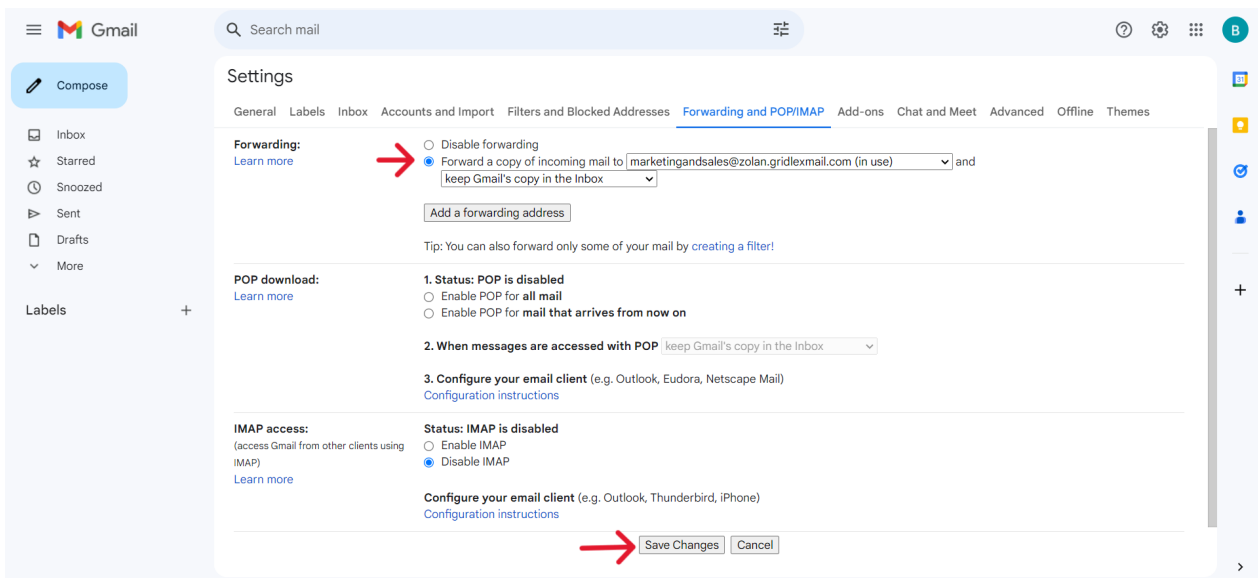 Gmail
Search mail
B
Compose
Inbox
Starred
Snoozed
Sent
Drafts
More
Labels
Settings
General Labels Inbox Accounts and Import Filters and Blocked Addresses Forwarding and POP/IMAP Add-ons Chat and Meet Advanced Offline Themes
Forwarding:
Learn more
Disable forwarding
Forward a copy of incoming mail to marketingandsales@zolan.gridlexmail.com (in use) and
keep Gmail's copy in the Inbox
Add a forwarding address
Tip: You can also forward only some of your mail by creating a filter!
POP download:
Learn more
1. Status: POP is disabled
Enable POP for all mail
Enable POP for mail that arrives from now on
2. When messages are accessed with POP keep Gmail's copy in the Inbox
3. Configure your email client (e.g. Outlook, Eudora, Netscape Mail)
Configuration instructions
IMAP access:
(access Gmail from other clients using
IMAP)
Learn more
Status: IMAP is disabled
Enable IMAP
Disable IMAP
Configure your email client (e.g. Outlook, Thunderbird, iPhone)
Configuration instructions
Save Changes Cancel
31